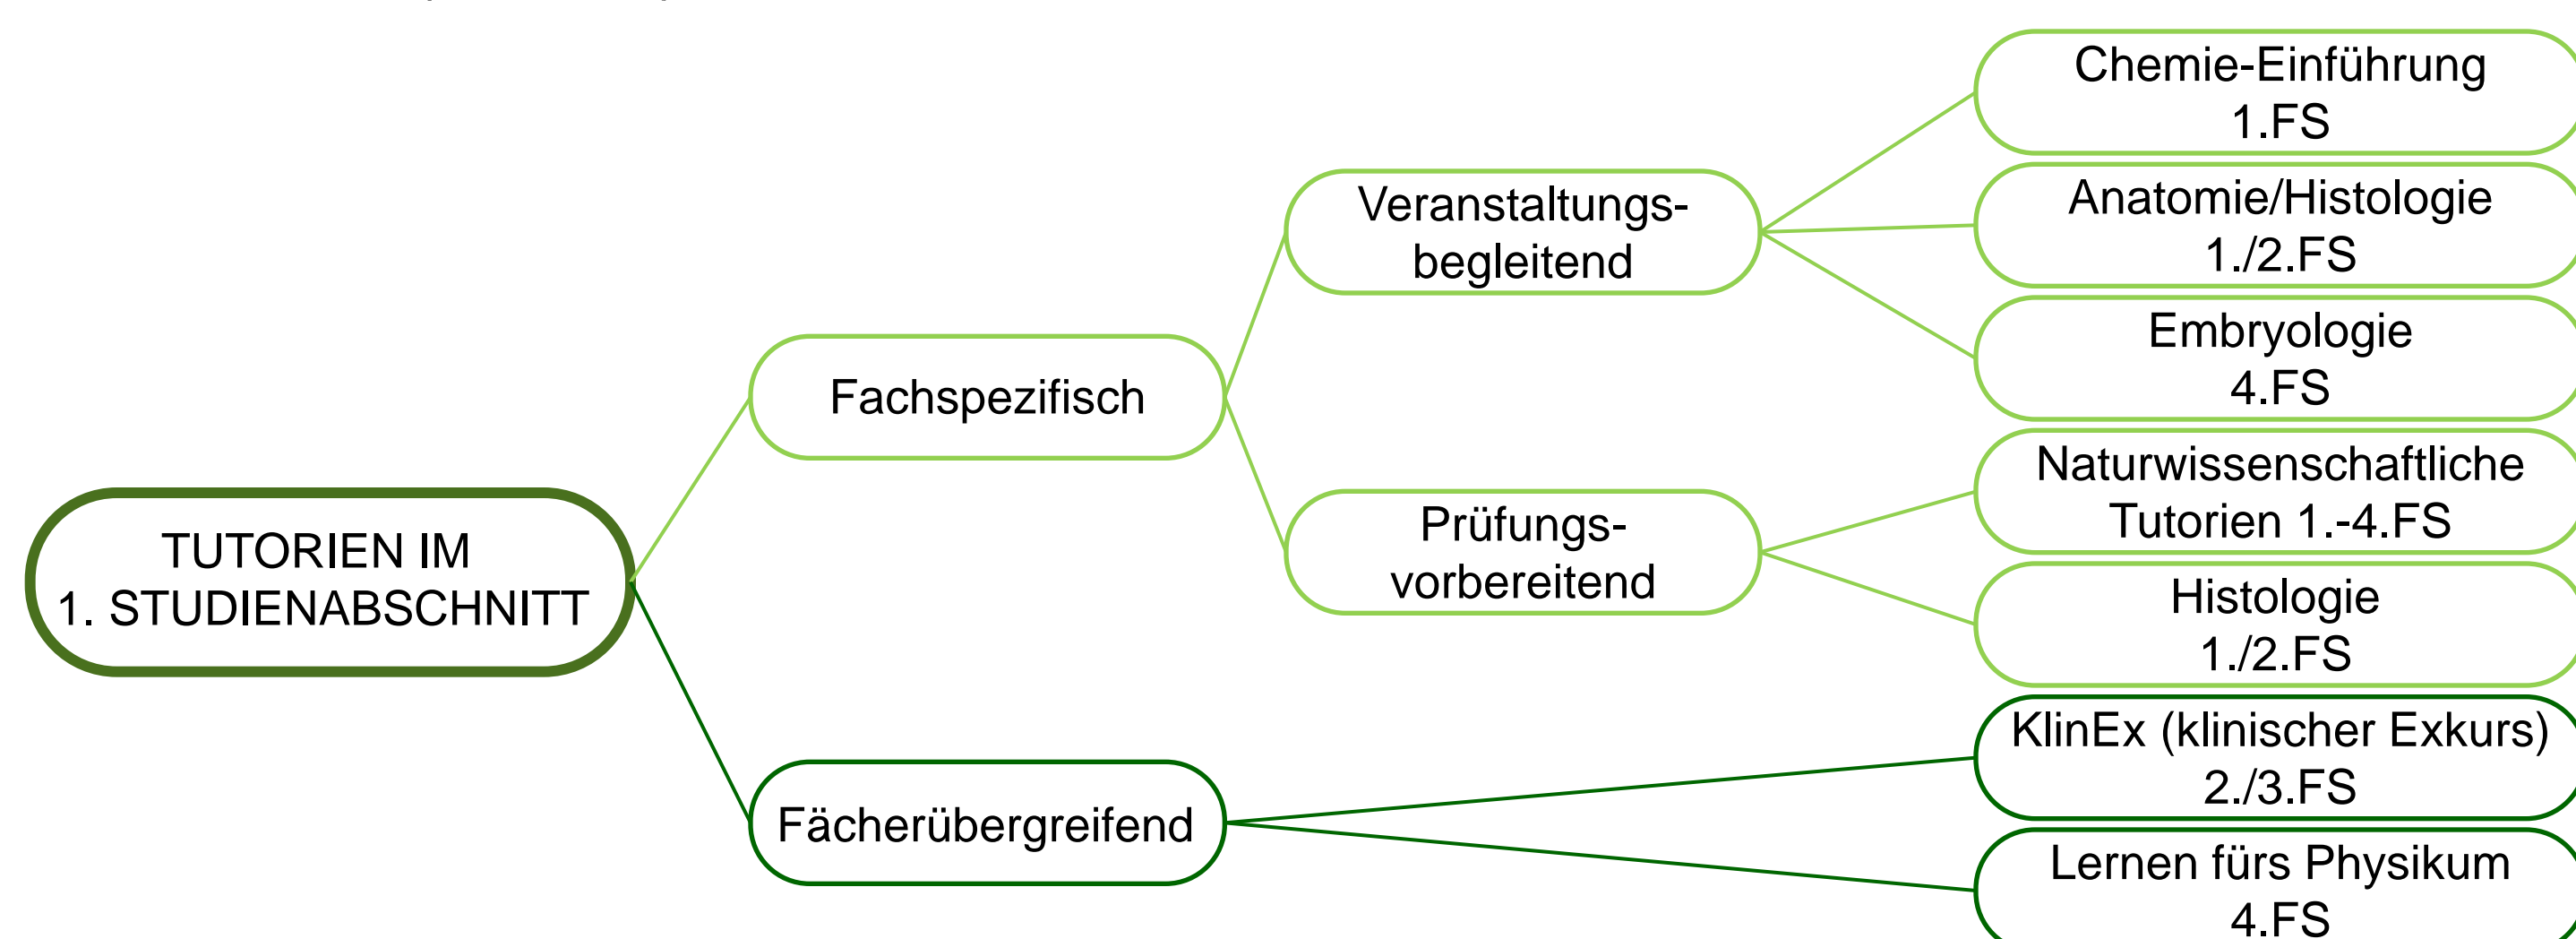 TUTORIEN IM
1. STUDIENABSCHNITT
Fachspezifisch
Fächerübergreifend
Veranstaltungs-
begleitend
Prüfungs-
vorbereitend
Chemie-Einführung
1.FS
Anatomie/Histologie
1./2.FS
Embryologie
4.FS
Naturwissenschaftliche
Tutorien 1.-4.FS
Histologie
1./2.FS
KlinEx (klinischer Exkurs)
2./3.FS
Lernen fürs Physikum
4.FS